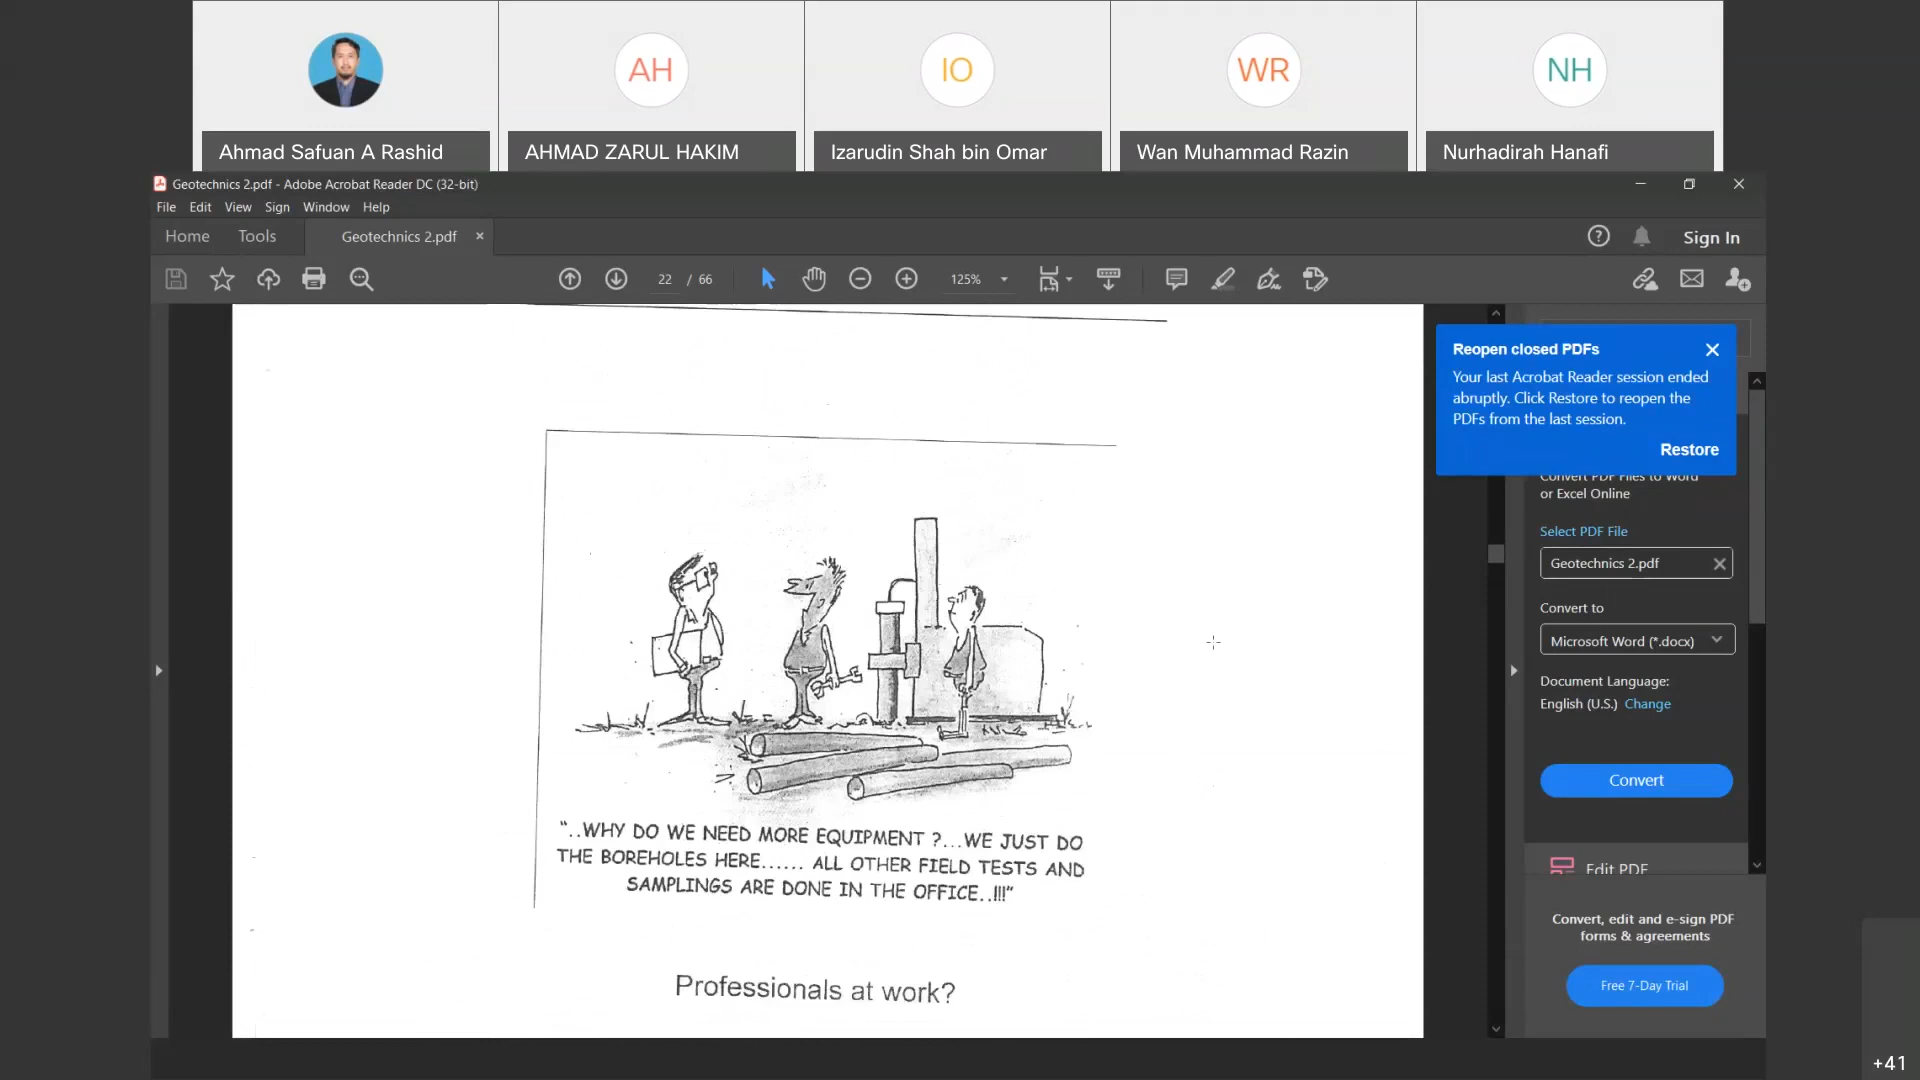 AH
IO
WR
NH
Ahmad Safuan A Rashid
AHMAD ZARUL HAKIM
Izarudin Shah bin Omar
Wan Muhammad Razin
Nurhadirah Hanafi
Geotechnics 2.pdf - Adobe Acrobat Reader DC (32-bit)
File Edit View Sign Window Help
Home Tools Geotechnics 2.pdf
Sign In
22 / 66
125%
Reopen closed PDFs
Your last Acrobat Reader session ended
abruptly. Click Restore to reopen the
PDFs from the last session.
Restore
Convert PDF Files to Word
or Excel Online
Select PDF File
Geotechnics 2.pdf
Convert to
Microsoft Word (*.docx)
Document Language:
English (U.S.) Change
Convert
Edit PDF
Convert, edit and e-sign PDF
forms & agreements
Free 7-Day Trial
"..WHY DO WE NEED MORE EQUIPMENT ?...WE JUST DO
THE BOREHOLES HERE...... ALL OTHER FIELD TESTS AND
SAMPLINGS ARE DONE IN THE OFFICE..!!!"
Professionals at work?
+41